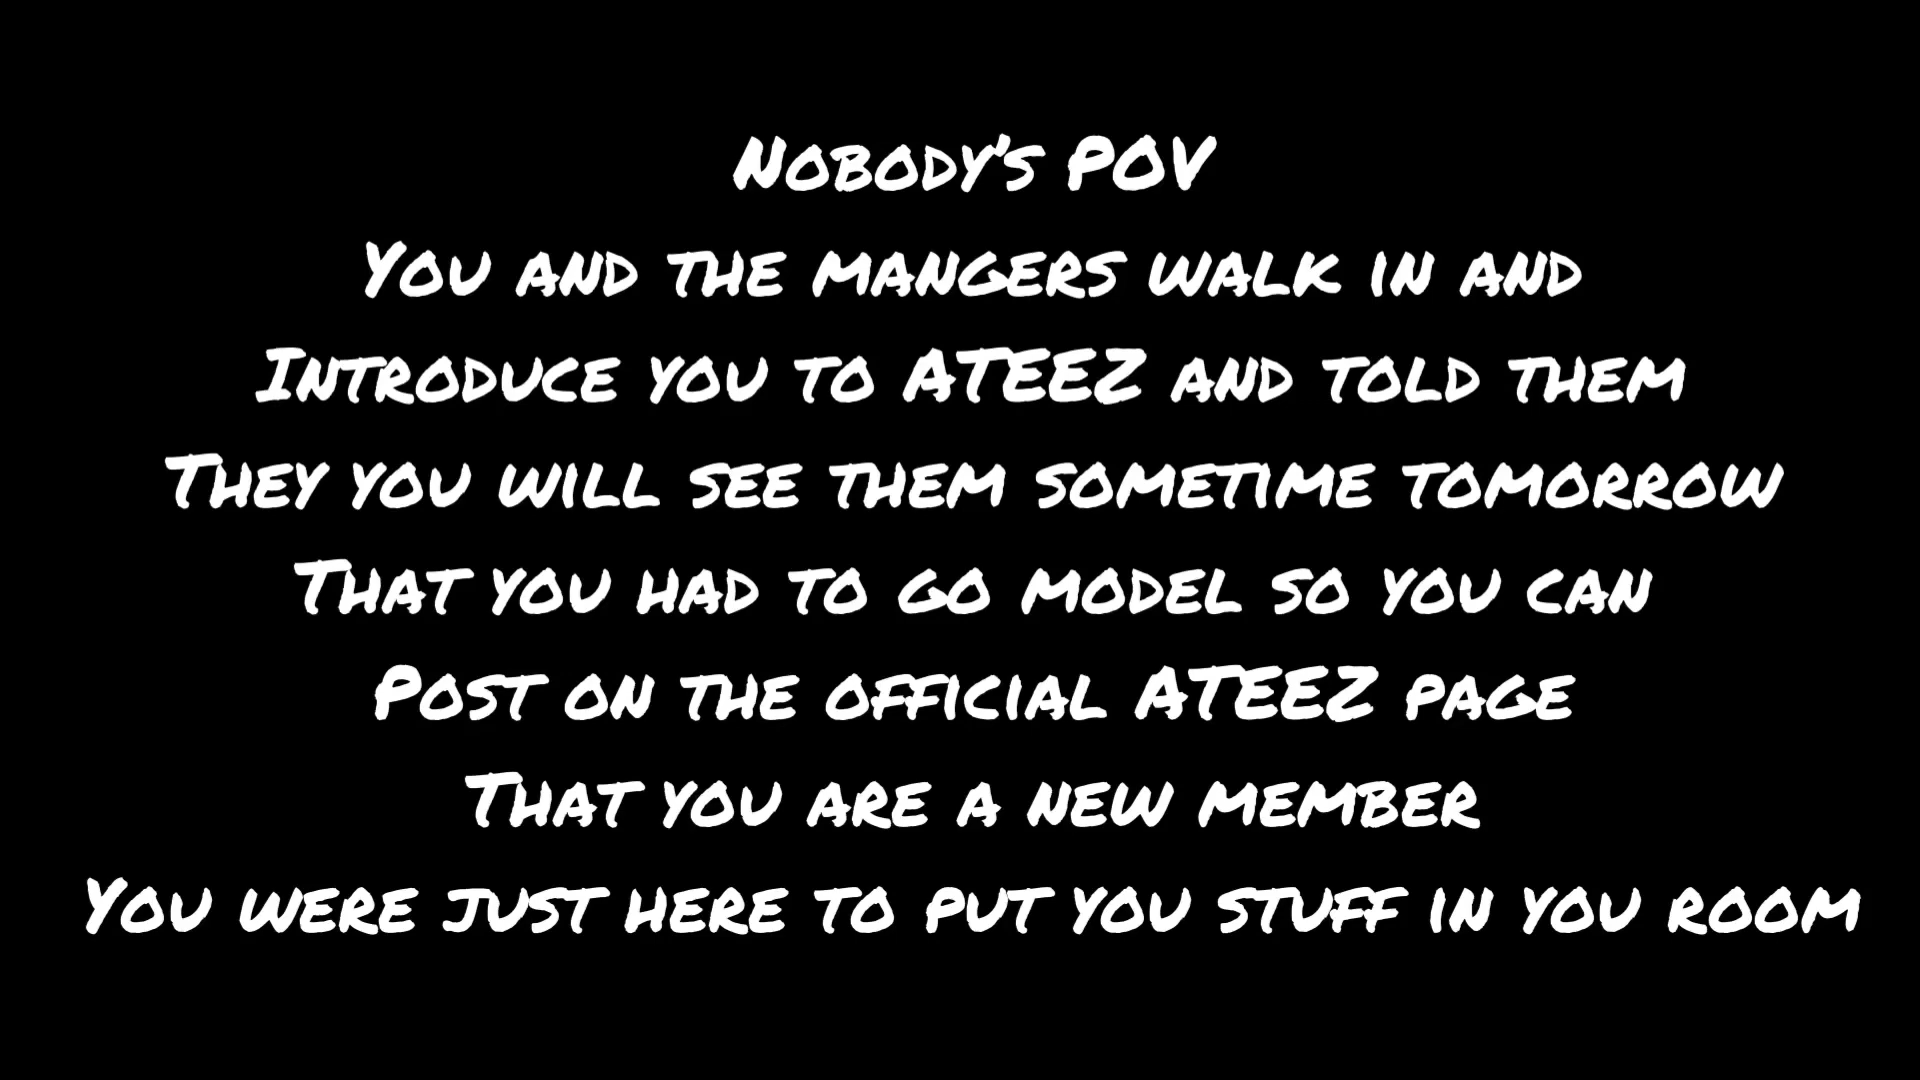 Nobody's POV
You and the mangers walk in and
Introduce you to ATEEZ and told them
They you will see them sometime tomorrow
That you had to go model so you can
Post on the official ATEEZ page
That you are a new member
You were just here to put you stuff in you room